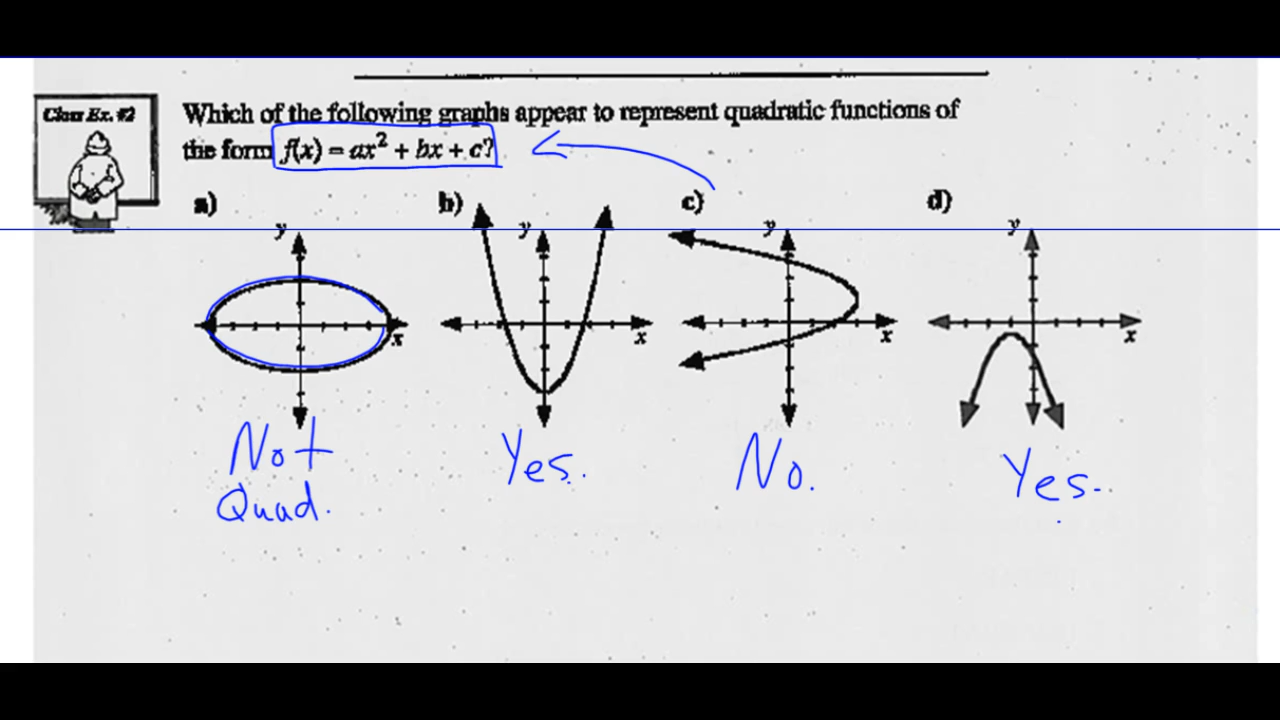 Class Ex. #2
Which of the following graphs appear to represent quadratic functions of
the form f(x) = ax² + bx + c?
a) b) c) d)
y y y y
x x x x
Not Yes. No. Yes.
Quad.